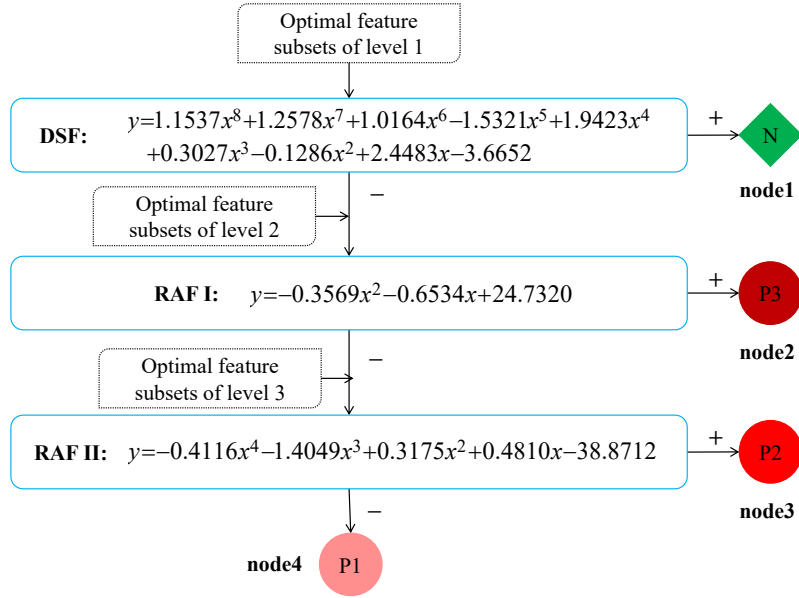 Optimal feature
subsets of level 1
DSF: y=1.1537x⁸+1.2578x⁷+1.0164x⁶−1.5321x⁵+1.9423x⁴
+0.3027x³−0.1286x²+2.4483x−3.6652
+
N
node1
−
Optimal feature
subsets of level 2
RAF I: y=−0.3569x²−0.6534x+24.7320
+
P3
node2
−
Optimal feature
subsets of level 3
RAF II: y=−0.4116x⁴−1.4049x³+0.3175x²+0.4810x−38.8712
+
P2
node3
−
node4
P1